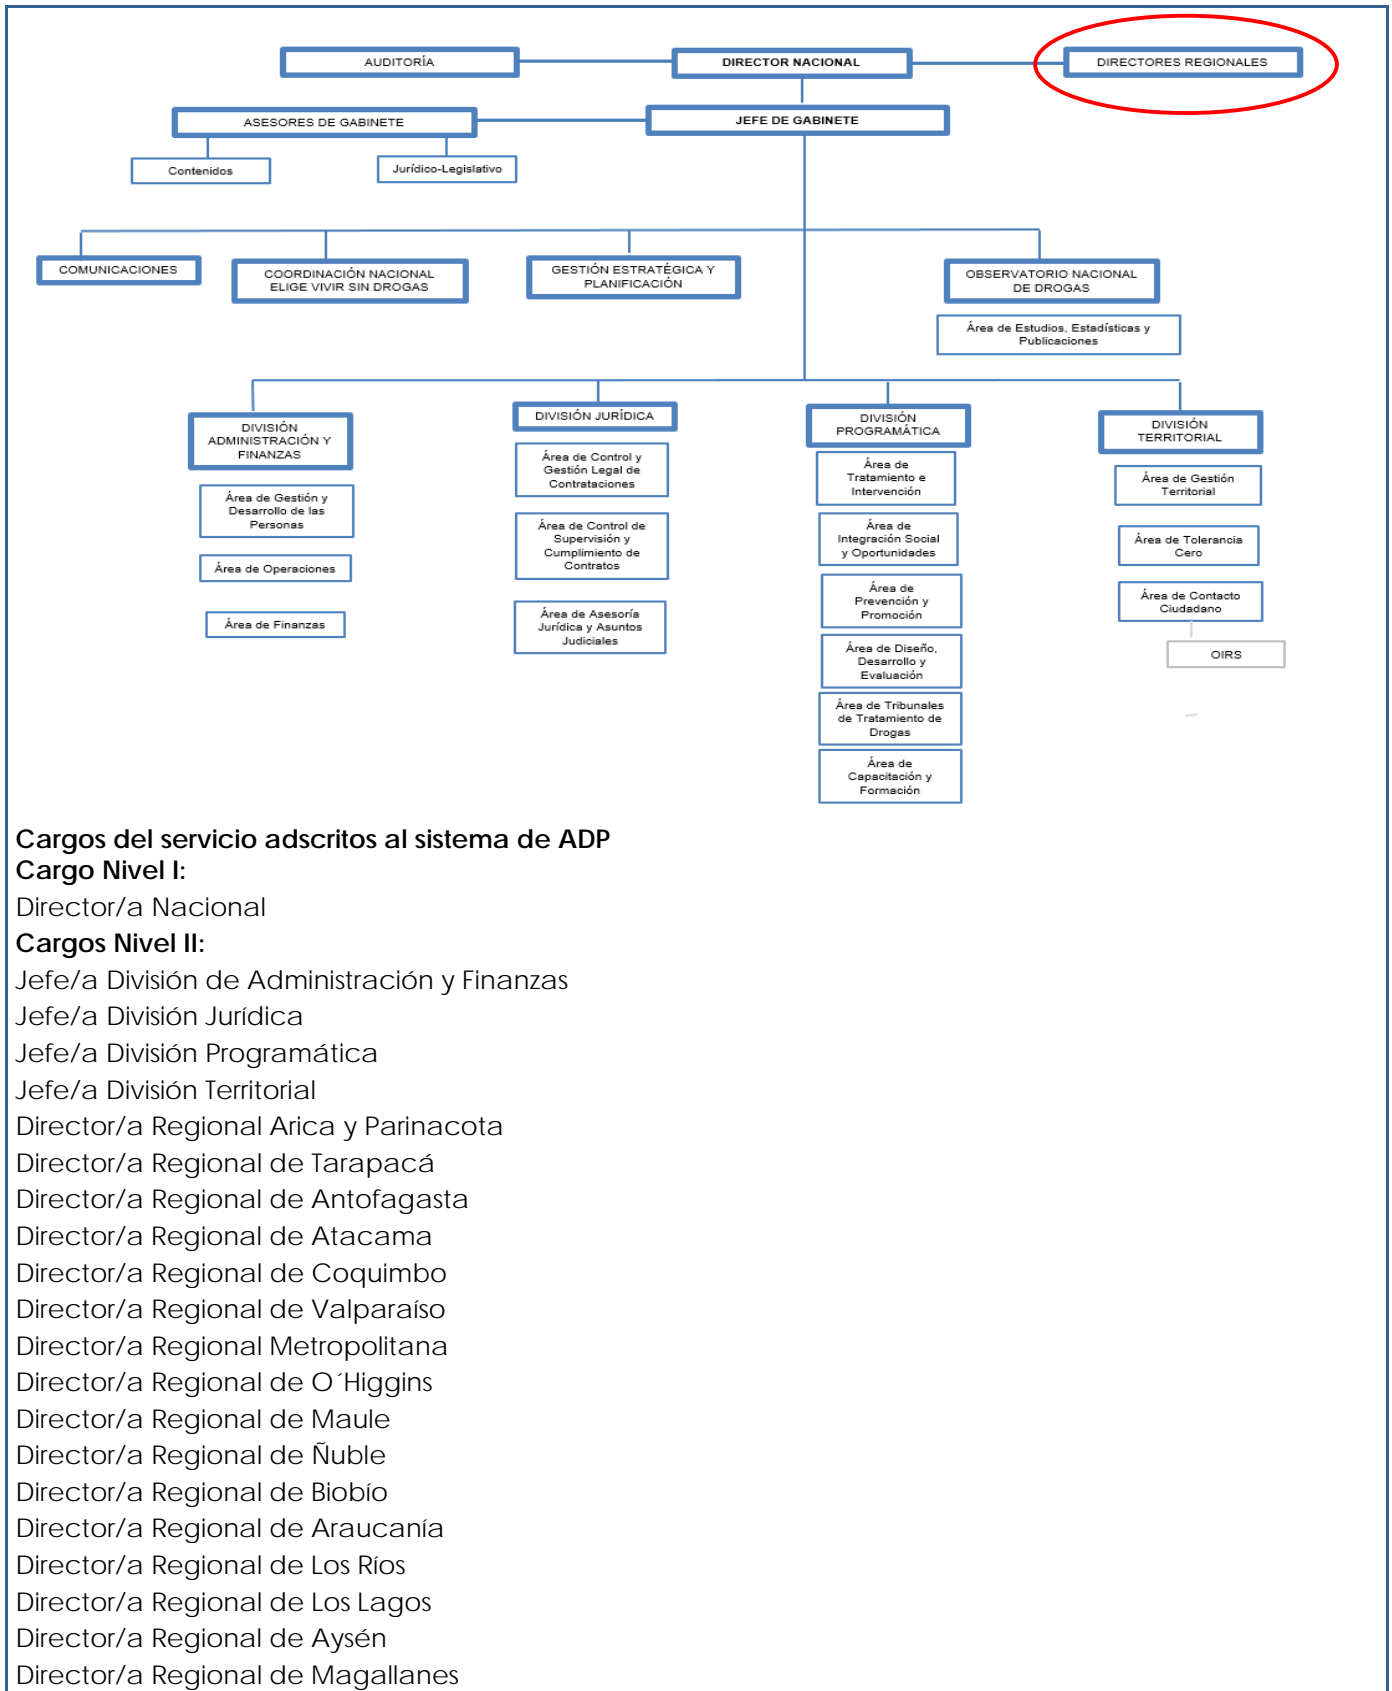 AUDITORÍA
DIRECTOR NACIONAL
DIRECTORES REGIONALES
ASESORES DE GABINETE
JEFE DE GABINETE
Contenidos
Jurídico-Legislativo
COMUNICACIONES
COORDINACIÓN NACIONAL
ELIGE VIVIR SIN DROGAS
GESTIÓN ESTRATÉGICA Y
PLANIFICACIÓN
OBSERVATORIO NACIONAL
DE DROGAS
Área de Estudios, Estadísticas y
Publicaciones
DIVISIÓN
ADMINISTRACIÓN Y
FINANZAS
Área de Gestión y
Desarrollo de las
Personas
Área de Operaciones
Área de Finanzas
DIVISIÓN JURÍDICA
Área de Control y
Gestión Legal de
Contrataciones
Área de Control de
Supervisión y
Cumplimiento de
Contratos
Área de Asesoría
Jurídica y Asuntos
Judiciales
DIVISIÓN
PROGRAMÁTICA
Área de
Tratamiento e
Intervención
Área de
Integración Social
y Oportunidades
Área de
Prevención y
Promoción
Área de Diseño,
Desarrollo y
Evaluación
Área de Tribunales
de Tratamiento de
Drogas
Área de
Capacitación y
Formación
DIVISIÓN
TERRITORIAL
Área de Gestión
Territorial
Área de Tolerancia
Cero
Área de Contacto
Ciudadano
OIRS
Cargos del servicio adscritos al sistema de ADP
Cargo Nivel I:
Director/a Nacional
Cargos Nivel II:
Jefe/a División de Administración y Finanzas
Jefe/a División Jurídica
Jefe/a División Programática
Jefe/a División Territorial
Director/a Regional Arica y Parinacota
Director/a Regional de Tarapacá
Director/a Regional de Antofagasta
Director/a Regional de Atacama
Director/a Regional de Coquimbo
Director/a Regional de Valparaíso
Director/a Regional Metropolitana
Director/a Regional de O´Higgins
Director/a Regional de Maule
Director/a Regional de Ñuble
Director/a Regional de Biobío
Director/a Regional de Araucanía
Director/a Regional de Los Ríos
Director/a Regional de Los Lagos
Director/a Regional de Aysén
Director/a Regional de Magallanes